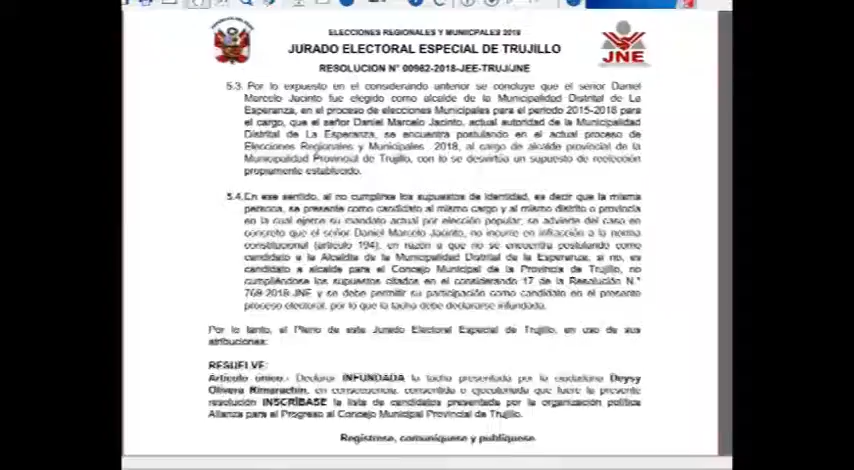 ELECCIONES REGIONALES Y MUNICIPALES 2018
JURADO ELECTORAL ESPECIAL DE TRUJILLO
RESOLUCION N° 00962-2018-JEE-TRUJ/JNE
JNE
5.3. Por lo expuesto en el considerando anterior se concluye que el señor Daniel
Marcelo Jacinto fue elegido como alcalde de la Municipalidad Distrital de La
Esperanza, en el proceso de elecciones Municipales para el periodo 2015-2018 para
el cargo, que el señor Daniel Marcelo Jacinto, actual autoridad de la Municipalidad
Distrital de La Esperanza, se encuentra postulando en el actual proceso de
Elecciones Regionales y Municipales 2018, al cargo de alcalde provincial de la
Municipalidad Provincial de Trujillo, con lo se desvirtúa un supuesto de reelección
propiamente establecido.
5.4. En ese sentido, al no cumplirse los supuestos de identidad, es decir que la misma
persona, se presente como candidato al mismo cargo y al mismo distrito o provincia
en la cual ejerce su mandato actual por elección popular; se advierte del caso en
concreto que el señor Daniel Marcelo Jacinto, no incurre en infracción a la norma
constitucional (artículo 194), en razón a que no se encuentra postulando como
candidato a la Alcaldía de la Municipalidad Distrital de la Esperanza, si no, es
candidato a alcalde para el Concejo Municipal de la Provincia de Trujillo, no
cumpliéndose los supuestos citados en el considerando 17 de la Resolución N.°
768-2018-JNE y se debe permitir su participación como candidato en el presente
proceso electoral, por lo que la tacha debe declararse infundada.
Por lo tanto, el Pleno de este Jurado Electoral Especial de Trujillo, en uso de sus
atribuciones:
RESUELVE:
Artículo único.- Declarar INFUNDADA la tacha presentada por la ciudadana Deysy
Olivera Rimarachin, en consecuencia, consentida o ejecutoriada que fuere la presente
resolución INSCRÍBASE la lista de candidatos presentada por la organización política
Alianza para el Progreso al Concejo Municipal Provincial de Trujillo.
Regístrese, comuníquese y publíquese